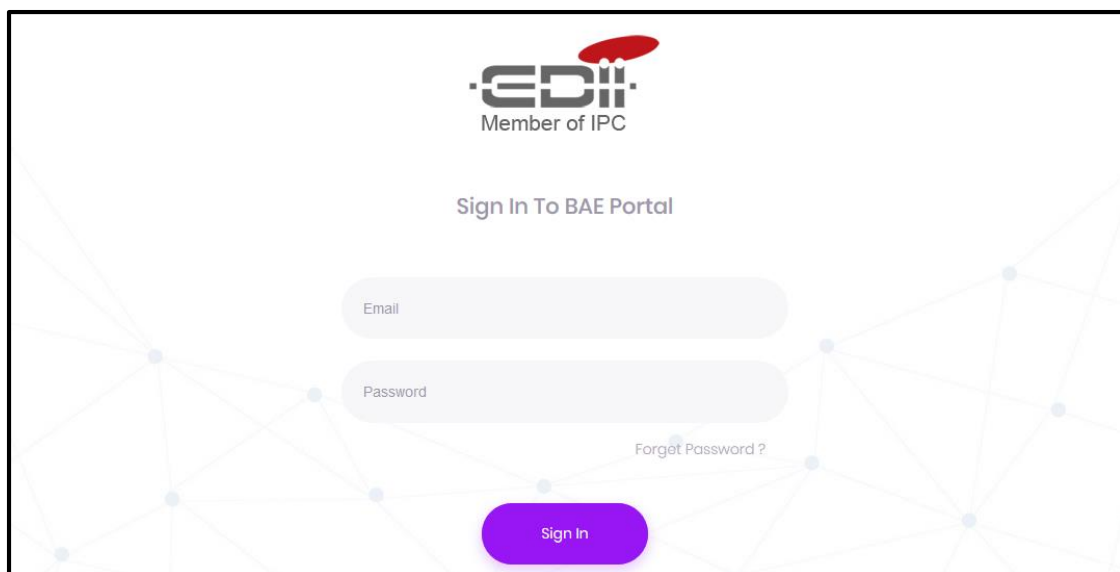 EDII
Member of IPC
Sign In To BAE Portal
Email
Password
Forget Password ?
Sign In